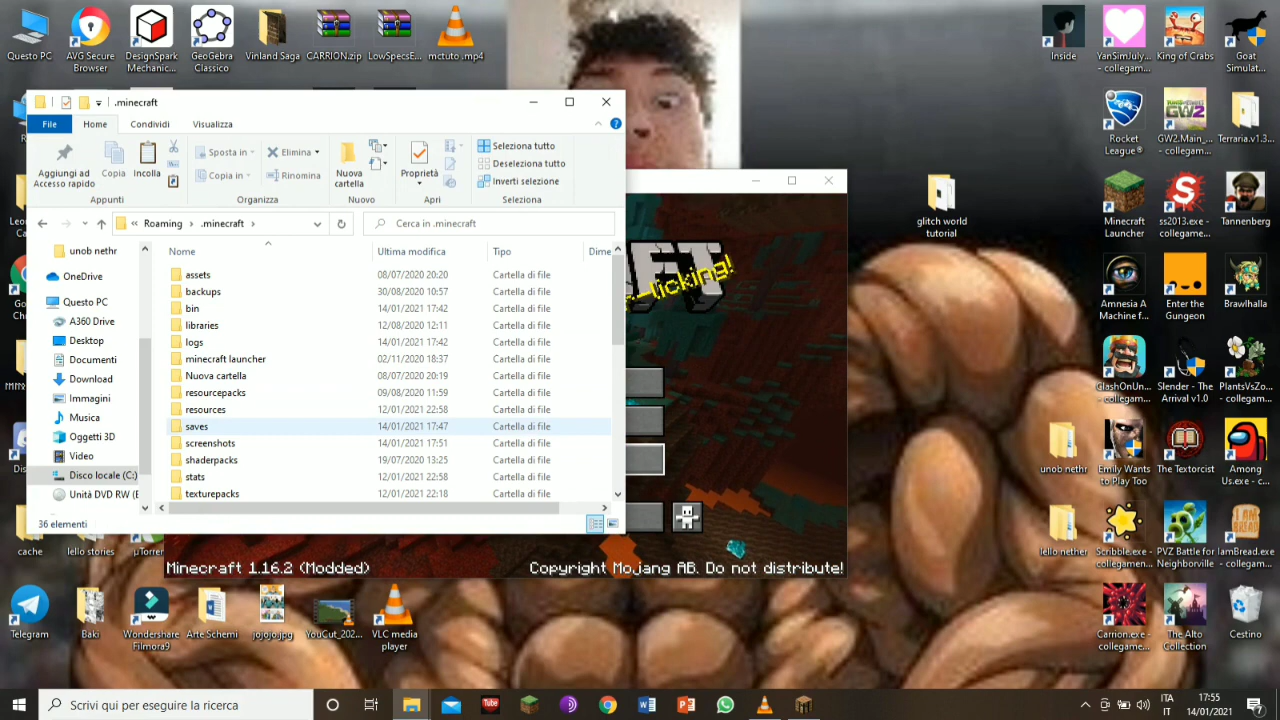 Questo PC
AVG Secure Browser
DesignSpark Mechanic...
GeoGebra Classico
Vinland Saga
CARRION.zip
LowSpecsE...
mctuto .mp4
Inside
YanSimJuly... - collegam...
King of Crabs
Goat Simulat...
.minecraft
File
Home
Condividi
Visualizza
Aggiungi ad Accesso rapido
Copia
Incolla
Sposta in
Copia in
Elimina
Rinomina
Nuova cartella
Proprietà
Seleziona tutto
Deseleziona tutto
Inverti selezione
Appunti
Organizza
Nuovo
Apri
Seleziona
Roaming > .minecraft >
Cerca in .minecraft
Nome
Ultima modifica
Tipo
Dime
unob nethr
OneDrive
Questo PC
A360 Drive
Desktop
Documenti
Download
Immagini
Musica
Oggetti 3D
Video
Disco locale (C:)
Unità DVD RW (E
assets 08/07/2020 20:20 Cartella di file
backups 30/08/2020 10:57 Cartella di file
bin 14/01/2021 17:42 Cartella di file
libraries 12/08/2020 12:11 Cartella di file
logs 14/01/2021 17:42 Cartella di file
minecraft launcher 02/11/2020 18:37 Cartella di file
Nuova cartella 08/07/2020 20:19 Cartella di file
resourcepacks 09/08/2020 11:59 Cartella di file
resources 12/01/2021 22:58 Cartella di file
saves 14/01/2021 17:47 Cartella di file
screenshots 14/01/2021 17:51 Cartella di file
shaderpacks 19/07/2020 13:25 Cartella di file
stats 12/01/2021 22:58 Cartella di file
texturepacks 12/01/2021 22:18 Cartella di file
36 elementi
-licking!
Minecraft 1.16.2 (Modded)
Copyright Mojang AB. Do not distribute!
glitch world tutorial
Rocket League®
GW2.Main_... - collegam...
Terraria.v1.3...
Minecraft Launcher
ss2013.exe - collegame...
Tannenberg
Amnesia A Machine f...
Enter the Gungeon
Brawlhalla
ClashOnUn... - collegam...
Slender - The Arrival v1.0
PlantsVsZo... - collegam...
unob nethr
Emily Wants to Play Too
The Textorcist
Among Us.exe - colleg...
lello nether
Scribble.exe - collegamen...
PVZ Battle for Neighborville
IamBread.exe - collegam...
Carrion.exe - collegame...
The Alto Collection
Cestino
cache
lello stories
µTorrent
Telegram
Baki
Wondershare Filmora9
Arte Schemi
jojojo.jpg
YouCut_202...
VLC media player
Scrivi qui per eseguire la ricerca
ITA
IT
17:55
14/01/2021